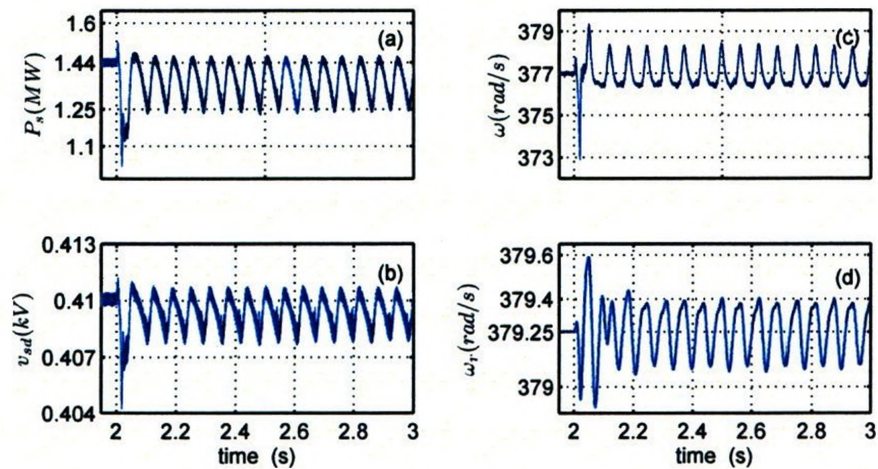 1.6
1.44
1.25
1.1
P_s(MW)
(a)
379
377
375
373
ω(rad/s)
(c)
0.413
0.41
0.407
0.404
v_sd(kV)
(b)
2 2.2 2.4 2.6 2.8 3
time (s)
379.6
379.4
379.25
379
ω_r(rad/s)
(d)
2 2.2 2.4 2.6 2.8 3
time (s)